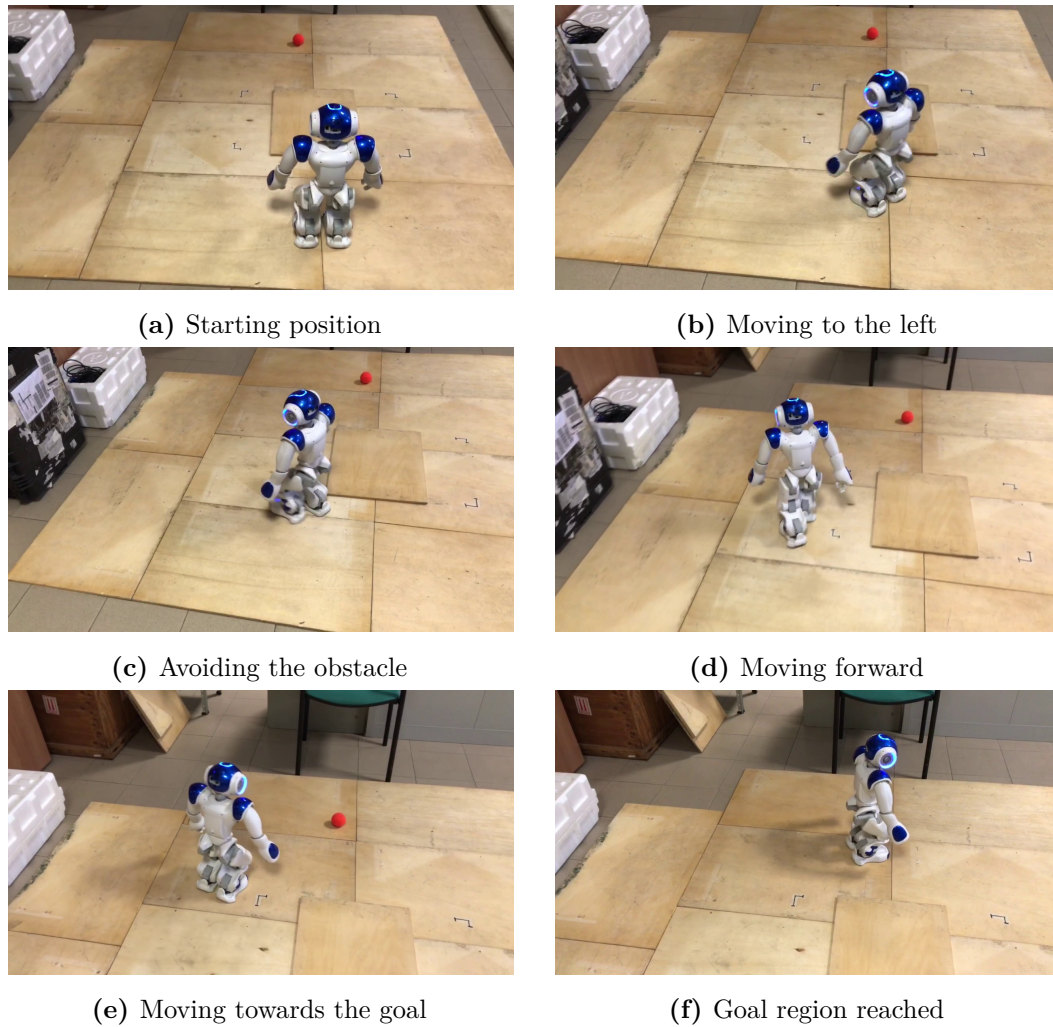 (a) Starting position
(b) Moving to the left
(c) Avoiding the obstacle
(d) Moving forward
(e) Moving towards the goal
(f) Goal region reached